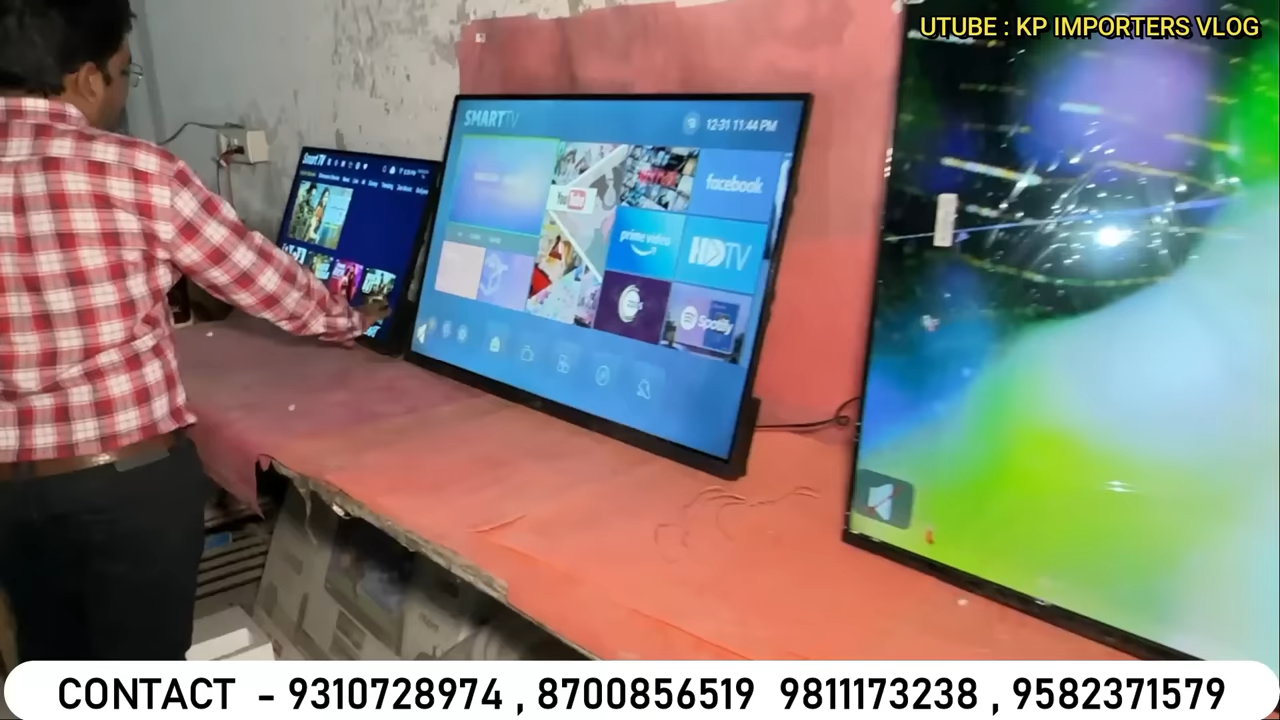 UTUBE : KP IMPORTERS VLOG
Smart TV
SMARTTV
12-31 11:44 PM
YouTube
facebook
prime video
HDTV
Spotify
CONTACT - 9310728974 , 8700856519 9811173238 , 9582371579